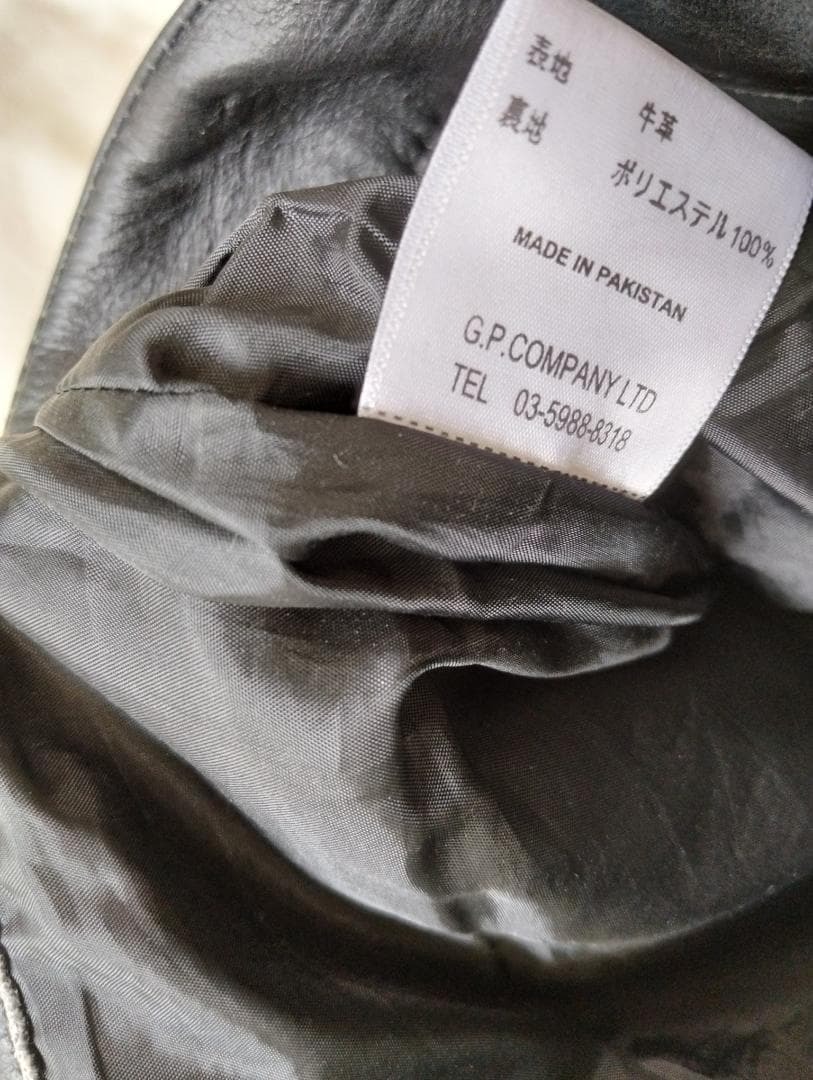 表地 牛革
裏地 ポリエステル100%
MADE IN PAKISTAN
G.P.COMPANY LTD
TEL 03-5988-8318